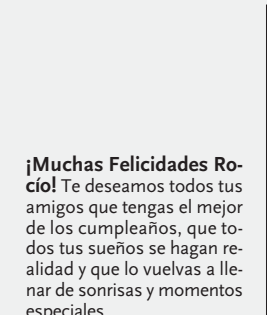 ¡Muchas Felicidades Ro-
cío! Te deseamos todos tus
amigos que tengas el mejor
de los cumpleaños, que to-
dos tus sueños se hagan re-
alidad y que lo vuelvas a lle-
nar de sonrisas y momentos
especiales